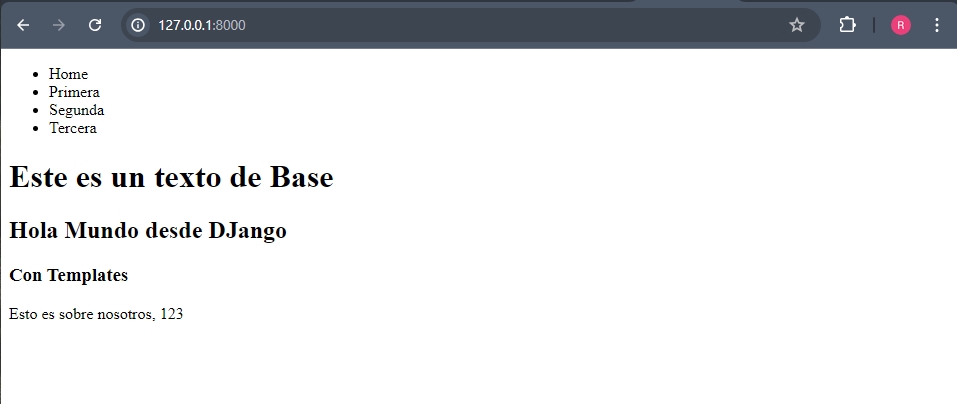 127.0.0.1:8000
R
Home
Primera
Segunda
Tercera
Este es un texto de Base
Hola Mundo desde DJango
Con Templates
Esto es sobre nosotros, 123